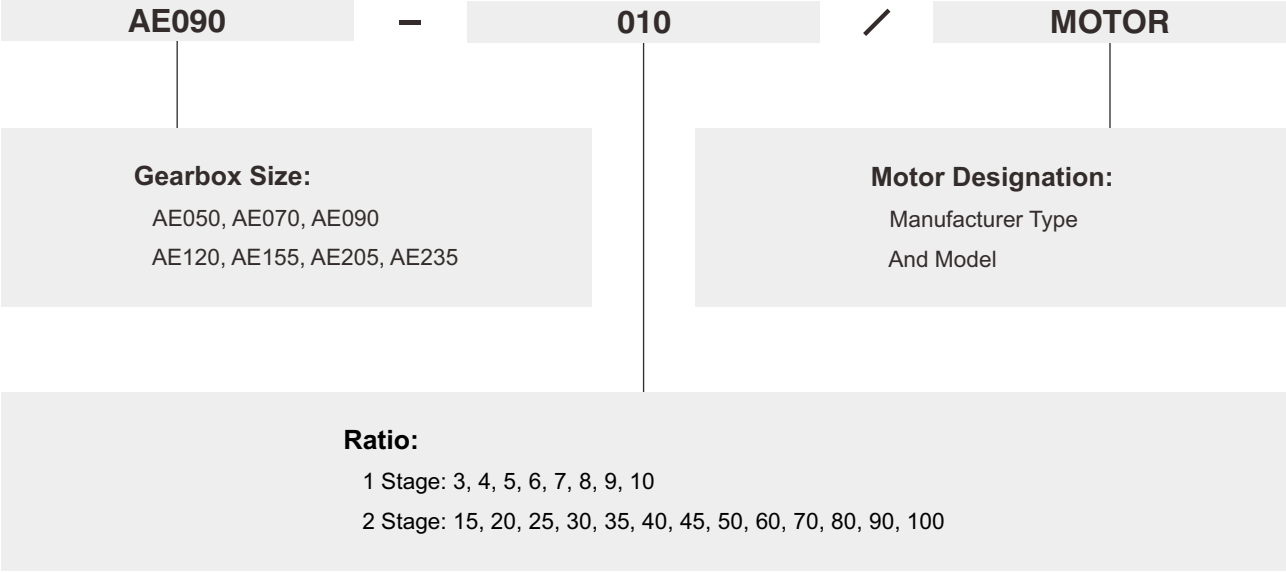 AE090 – 010 / MOTOR
Gearbox Size:
AE050, AE070, AE090
AE120, AE155, AE205, AE235
Motor Designation:
Manufacturer Type
And Model
Ratio:
1 Stage: 3, 4, 5, 6, 7, 8, 9, 10
2 Stage: 15, 20, 25, 30, 35, 40, 45, 50, 60, 70, 80, 90, 100